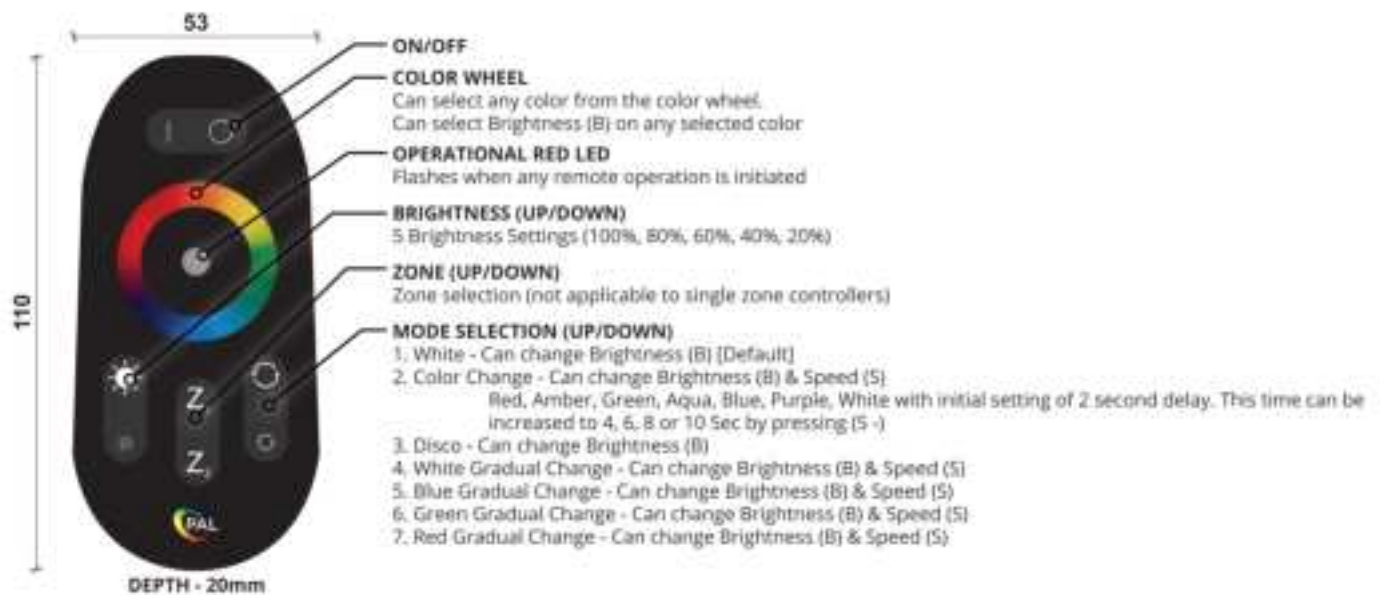 53
110
ON/OFF
COLOR WHEEL
Can select any color from the color wheel.
Can select Brightness (B) on any selected color
OPERATIONAL RED LED
Flashes when any remote operation is initiated
BRIGHTNESS (UP/DOWN)
5 Brightness Settings (100%, 80%, 60%, 40%, 20%)
ZONE (UP/DOWN)
Zone selection (not applicable to single zone controllers)
MODE SELECTION (UP/DOWN)
1. White - Can change Brightness (B) [Default]
2. Color Change - Can change Brightness (B) & Speed (S)
Red, Amber, Green, Aqua, Blue, Purple, White with initial setting of 2 second delay. This time can be
increased to 4, 6, 8 or 10 Sec by pressing (S -)
3. Disco - Can change Brightness (B)
4. White Gradual Change - Can change Brightness (B) & Speed (S)
5. Blue Gradual Change - Can change Brightness (B) & Speed (S)
6. Green Gradual Change - Can change Brightness (B) & Speed (S)
7. Red Gradual Change - Can change Brightness (B) & Speed (S)
Z
Z
PAL
DEPTH - 20mm